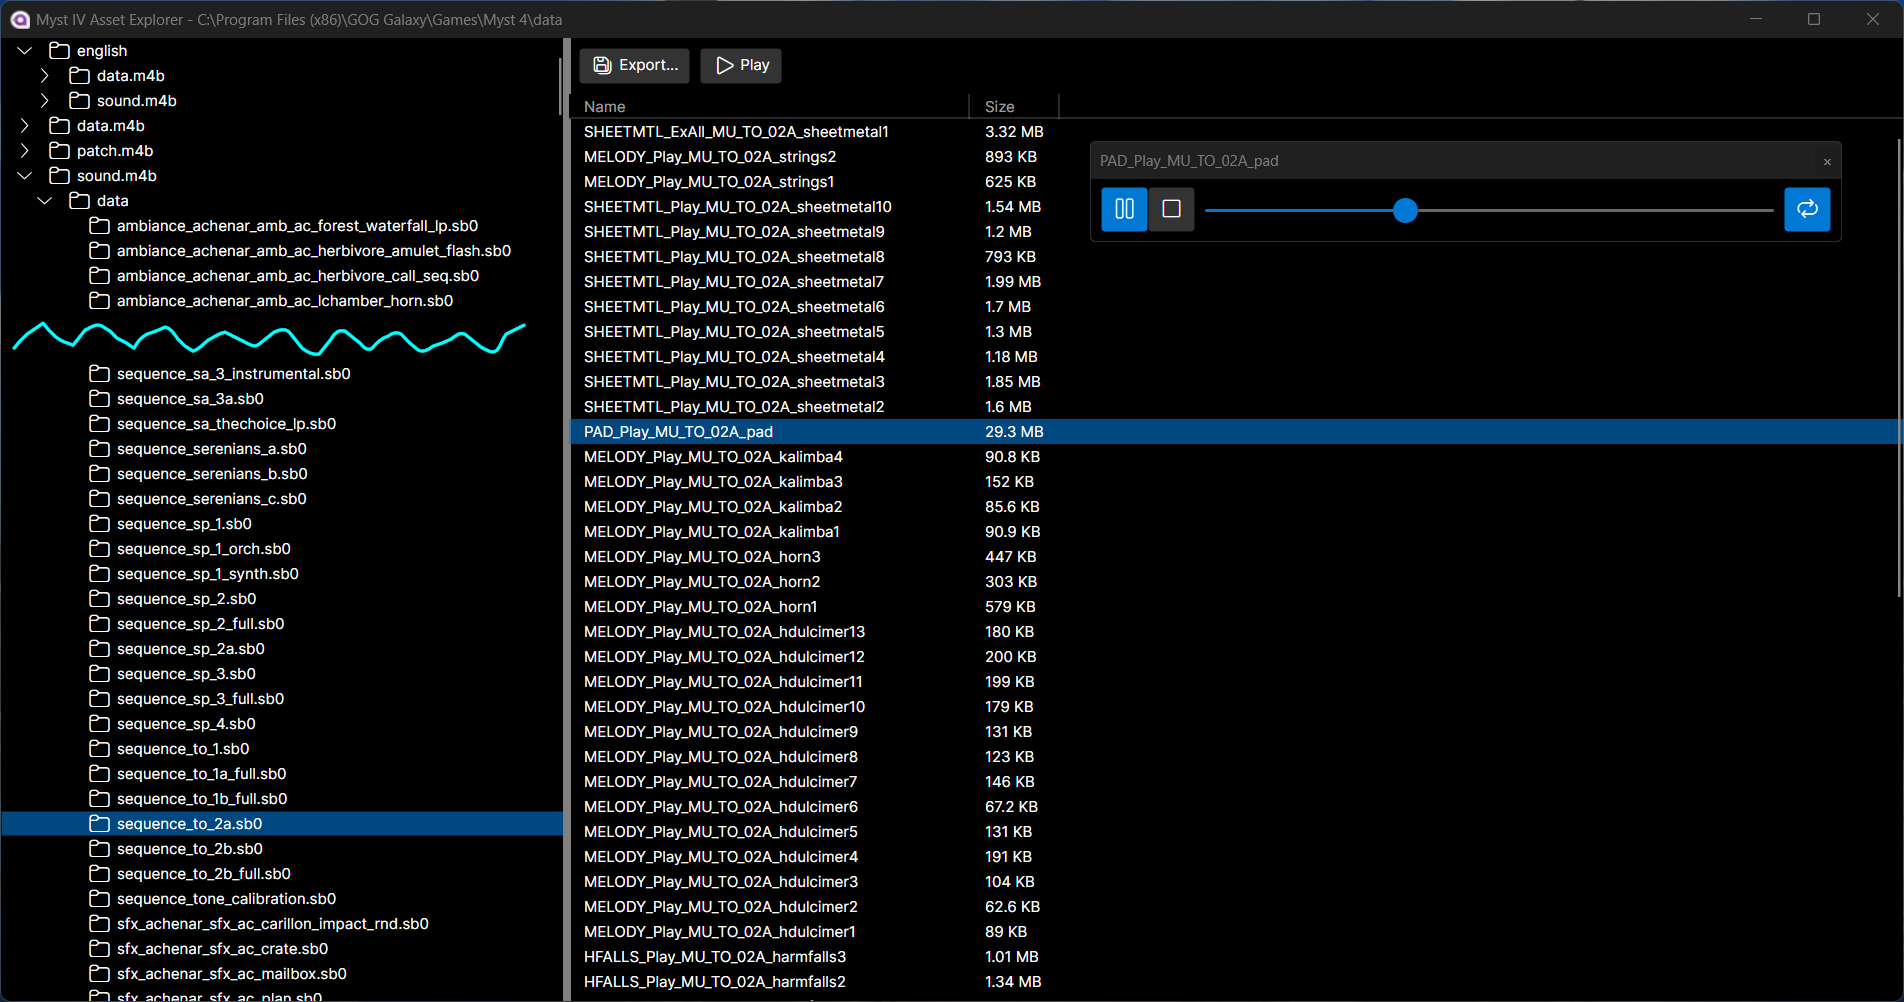 Myst IV Asset Explorer - C:\Program Files (x86)\GOG Galaxy\Games\Myst 4\data
english
data.m4b
sound.m4b
data.m4b
patch.m4b
sound.m4b
data
ambiance_achenar_amb_ac_forest_waterfall_lp.sb0
ambiance_achenar_amb_ac_herbivore_amulet_flash.sb0
ambiance_achenar_amb_ac_herbivore_call_seq.sb0
ambiance_achenar_amb_ac_lchamber_horn.sb0
sequence_sa_3_instrumental.sb0
sequence_sa_3a.sb0
sequence_sa_thechoice_lp.sb0
sequence_serenians_a.sb0
sequence_serenians_b.sb0
sequence_serenians_c.sb0
sequence_sp_1.sb0
sequence_sp_1_orch.sb0
sequence_sp_1_synth.sb0
sequence_sp_2.sb0
sequence_sp_2_full.sb0
sequence_sp_2a.sb0
sequence_sp_3.sb0
sequence_sp_3_full.sb0
sequence_sp_4.sb0
sequence_to_1.sb0
sequence_to_1a_full.sb0
sequence_to_1b_full.sb0
sequence_to_2a.sb0
sequence_to_2b.sb0
sequence_to_2b_full.sb0
sequence_tone_calibration.sb0
sfx_achenar_sfx_ac_carillon_impact_rnd.sb0
sfx_achenar_sfx_ac_crate.sb0
sfx_achenar_sfx_ac_mailbox.sb0
sfx_achenar_sfx_ac_plan.sb0
Export... Play
Name Size
SHEETMTL_ExAll_MU_TO_02A_sheetmetal1 3.32 MB
MELODY_Play_MU_TO_02A_strings2 893 KB
MELODY_Play_MU_TO_02A_strings1 625 KB
SHEETMTL_Play_MU_TO_02A_sheetmetal10 1.54 MB
SHEETMTL_Play_MU_TO_02A_sheetmetal9 1.2 MB
SHEETMTL_Play_MU_TO_02A_sheetmetal8 793 KB
SHEETMTL_Play_MU_TO_02A_sheetmetal7 1.99 MB
SHEETMTL_Play_MU_TO_02A_sheetmetal6 1.7 MB
SHEETMTL_Play_MU_TO_02A_sheetmetal5 1.3 MB
SHEETMTL_Play_MU_TO_02A_sheetmetal4 1.18 MB
SHEETMTL_Play_MU_TO_02A_sheetmetal3 1.85 MB
SHEETMTL_Play_MU_TO_02A_sheetmetal2 1.6 MB
PAD_Play_MU_TO_02A_pad 29.3 MB
MELODY_Play_MU_TO_02A_kalimba4 90.8 KB
MELODY_Play_MU_TO_02A_kalimba3 152 KB
MELODY_Play_MU_TO_02A_kalimba2 85.6 KB
MELODY_Play_MU_TO_02A_kalimba1 90.9 KB
MELODY_Play_MU_TO_02A_horn3 447 KB
MELODY_Play_MU_TO_02A_horn2 303 KB
MELODY_Play_MU_TO_02A_horn1 579 KB
MELODY_Play_MU_TO_02A_hdulcimer13 180 KB
MELODY_Play_MU_TO_02A_hdulcimer12 200 KB
MELODY_Play_MU_TO_02A_hdulcimer11 199 KB
MELODY_Play_MU_TO_02A_hdulcimer10 179 KB
MELODY_Play_MU_TO_02A_hdulcimer9 131 KB
MELODY_Play_MU_TO_02A_hdulcimer8 123 KB
MELODY_Play_MU_TO_02A_hdulcimer7 146 KB
MELODY_Play_MU_TO_02A_hdulcimer6 67.2 KB
MELODY_Play_MU_TO_02A_hdulcimer5 131 KB
MELODY_Play_MU_TO_02A_hdulcimer4 191 KB
MELODY_Play_MU_TO_02A_hdulcimer3 104 KB
MELODY_Play_MU_TO_02A_hdulcimer2 62.6 KB
MELODY_Play_MU_TO_02A_hdulcimer1 89 KB
HFALLS_Play_MU_TO_02A_harmfalls3 1.01 MB
HFALLS_Play_MU_TO_02A_harmfalls2 1.34 MB
PAD_Play_MU_TO_02A_pad